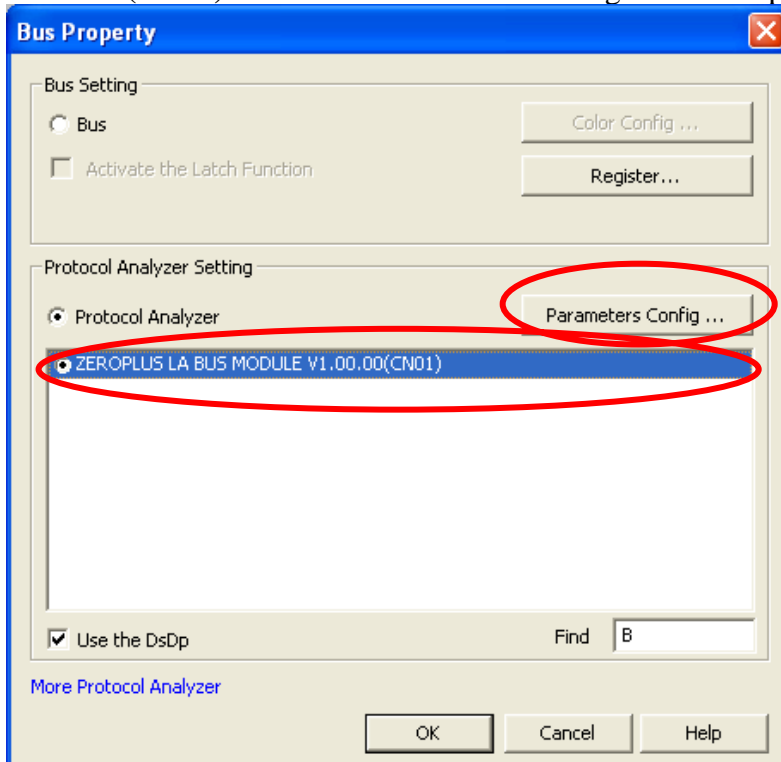 Bus Property
Bus Setting
Bus
Color Config ...
Activate the Latch Function
Register...
Protocol Analyzer Setting
Protocol Analyzer
Parameters Config ...
ZEROPLUS LA BUS MODULE V1.00.00(CN01)
Use the DsDp
Find B
More Protocol Analyzer
OK Cancel Help